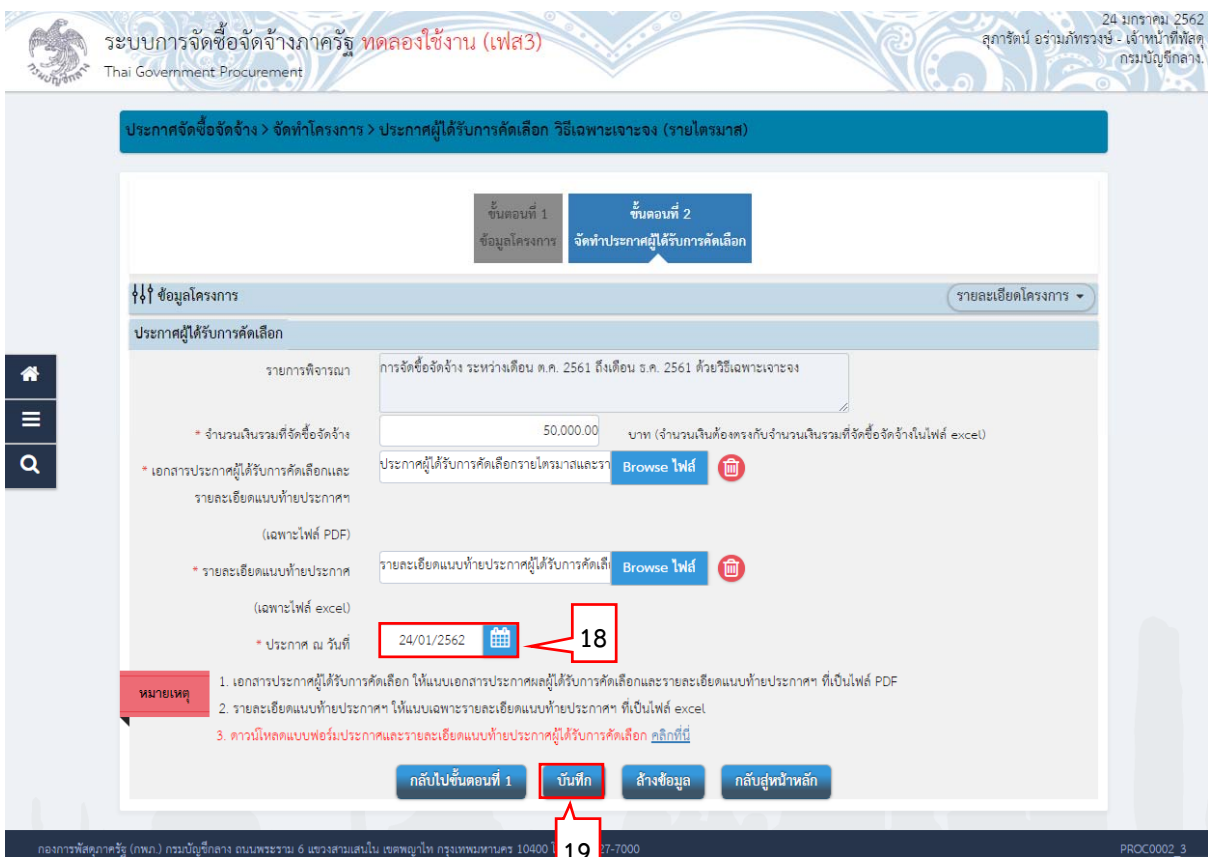 24 มกราคม 2562
ระบบการจัดซื้อจัดจ้างภาครัฐ ทดลองใช้งาน (เฟส3)
สุภารัตน์ อร่ามภัทรวงษ์ - เจ้าหน้าที่พัสดุ
Thai Government Procurement
กรมบัญชีกลาง.
กรมบัญชีกลาง
ประกาศจัดซื้อจัดจ้าง > จัดทำโครงการ > ประกาศผู้ได้รับการคัดเลือก วิธีเฉพาะเจาะจง (รายไตรมาส)
ขั้นตอนที่ 1
ข้อมูลโครงการ
ขั้นตอนที่ 2
จัดทำประกาศผู้ได้รับการคัดเลือก
ข้อมูลโครงการ
รายละเอียดโครงการ
ประกาศผู้ได้รับการคัดเลือก
รายการพิจารณา
การจัดซื้อจัดจ้าง ระหว่างเดือน ต.ค. 2561 ถึงเดือน ธ.ค. 2561 ด้วยวิธีเฉพาะเจาะจง
* จำนวนเงินรวมที่จัดซื้อจัดจ้าง 50,000.00 บาท (จำนวนเงินต้องตรงกับจำนวนเงินรวมที่จัดซื้อจัดจ้างในไฟล์ excel)
* เอกสารประกาศผู้ได้รับการคัดเลือกและ ประกาศผู้ได้รับการคัดเลือกรายไตรมาสและรา Browse ไฟล์
รายละเอียดแนบท้ายประกาศฯ
(เฉพาะไฟล์ PDF)
* รายละเอียดแนบท้ายประกาศ รายละเอียดแนบท้ายประกาศผู้ได้รับการคัดเลื Browse ไฟล์
(เฉพาะไฟล์ excel)
* ประกาศ ณ วันที่ 24/01/2562
18
หมายเหตุ
1. เอกสารประกาศผู้ได้รับการคัดเลือก ให้แนบเอกสารประกาศผลผู้ได้รับการคัดเลือกและรายละเอียดแนบท้ายประกาศฯ ที่เป็นไฟล์ PDF
2. รายละเอียดแนบท้ายประกาศฯ ให้แนบเฉพาะรายละเอียดแนบท้ายประกาศฯ ที่เป็นไฟล์ excel
3. ดาวน์โหลดแบบฟอร์มประกาศและรายละเอียดแนบท้ายประกาศผู้ได้รับการคัดเลือก คลิกที่นี่
กลับไปขั้นตอนที่ 1 บันทึก ล้างข้อมูล กลับสู่หน้าหลัก
19
กองการพัสดุภาครัฐ (กพภ.) กรมบัญชีกลาง ถนนพระราม 6 แขวงสามเสนใน เขตพญาไท กรุงเทพมหานคร 10400 27-7000
PROC0002_3